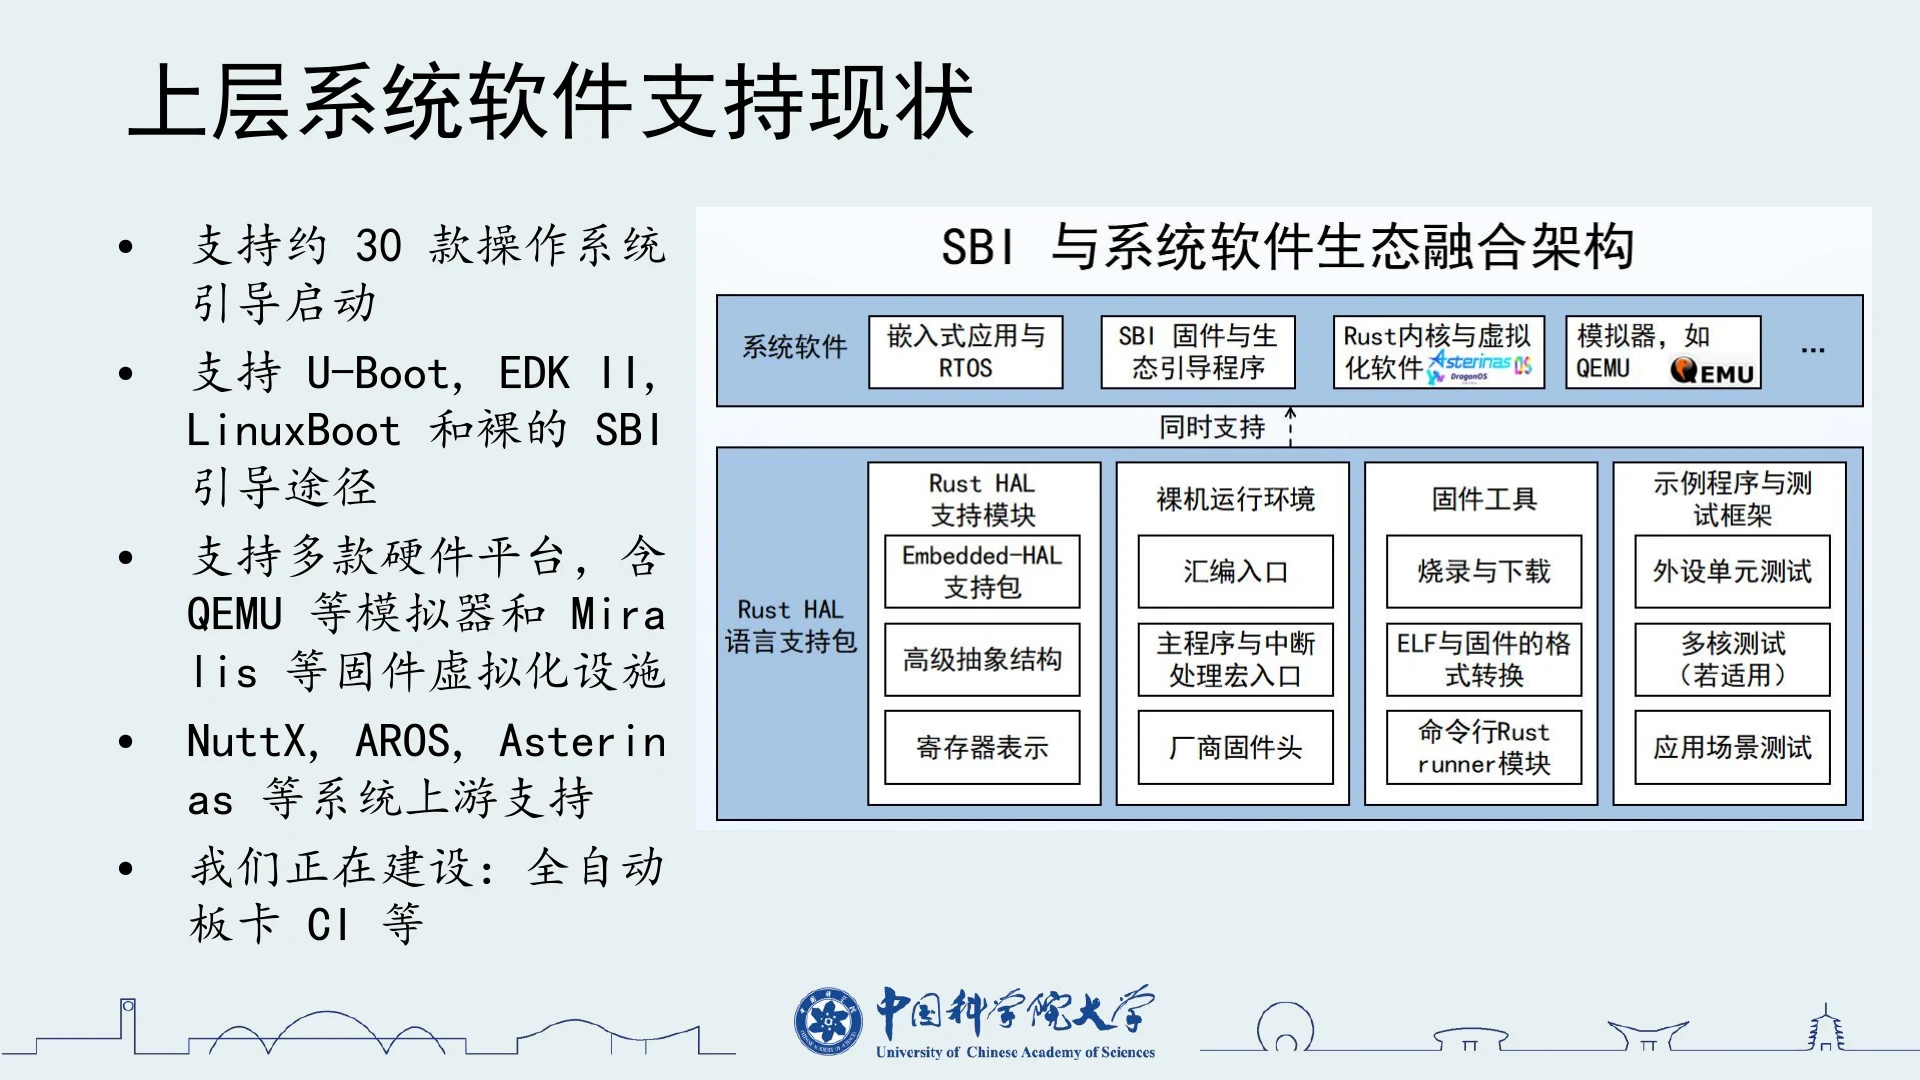 上层系统软件支持现状
• 支持约 30 款操作系统
引导启动
• 支持 U-Boot, EDK II,
LinuxBoot 和裸的 SBI
引导途径
• 支持多款硬件平台，含
QEMU 等模拟器和 Mira
lis 等固件虚拟化设施
• NuttX, AROS, Asterin
as 等系统上游支持
• 我们正在建设：全自动
板卡 CI 等
SBI 与系统软件生态融合架构
系统软件
嵌入式应用与
RTOS
SBI 固件与生
态引导程序
Rust内核与虚拟
化软件
Asterinas
DragonOS
OS
模拟器，如
QEMU
QEMU
…
同时支持
Rust HAL
语言支持包
Rust HAL
支持模块
Embedded-HAL
支持包
高级抽象结构
寄存器表示
裸机运行环境
汇编入口
主程序与中断
处理宏入口
厂商固件头
固件工具
烧录与下载
ELF与固件的格
式转换
命令行Rust
runner模块
示例程序与测
试框架
外设单元测试
多核测试
（若适用）
应用场景测试
中国科学院大学
University of Chinese Academy of Sciences